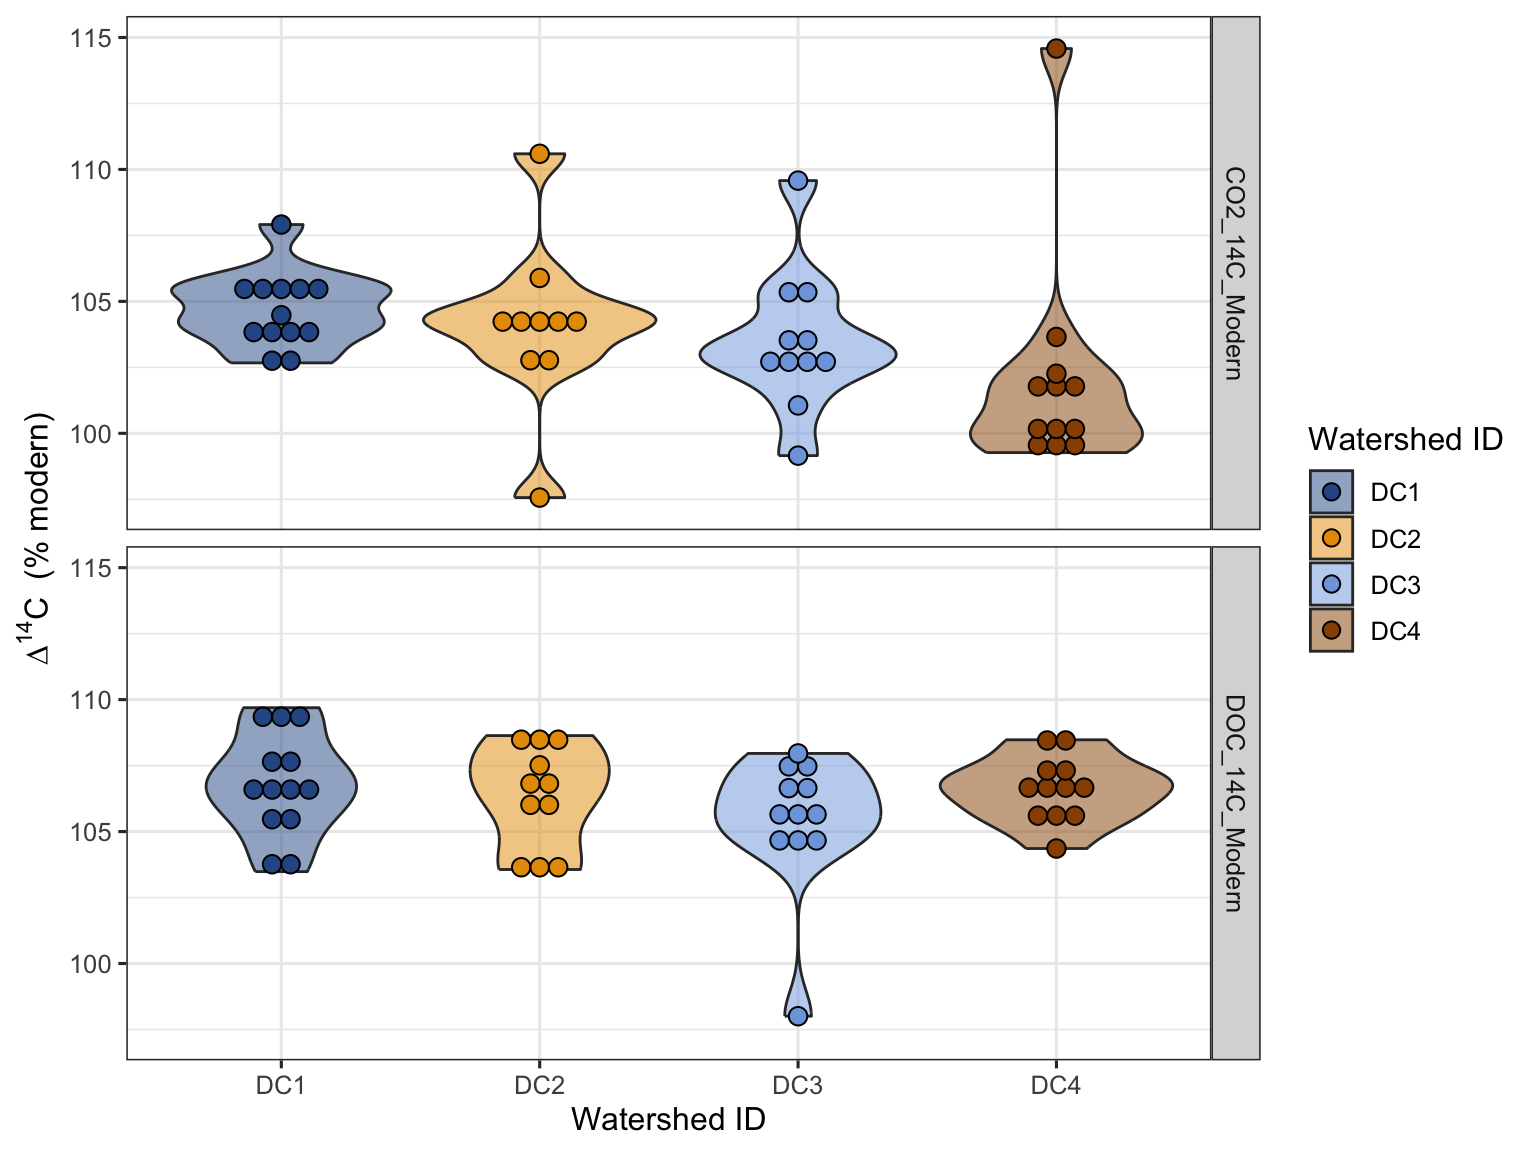 115
110
105
100
CO2_14C_Modern
115
110
105
100
DOC_14C_Modern
Δ¹⁴C (% modern)
DC1 DC2 DC3 DC4
Watershed ID
Watershed ID
DC1
DC2
DC3
DC4